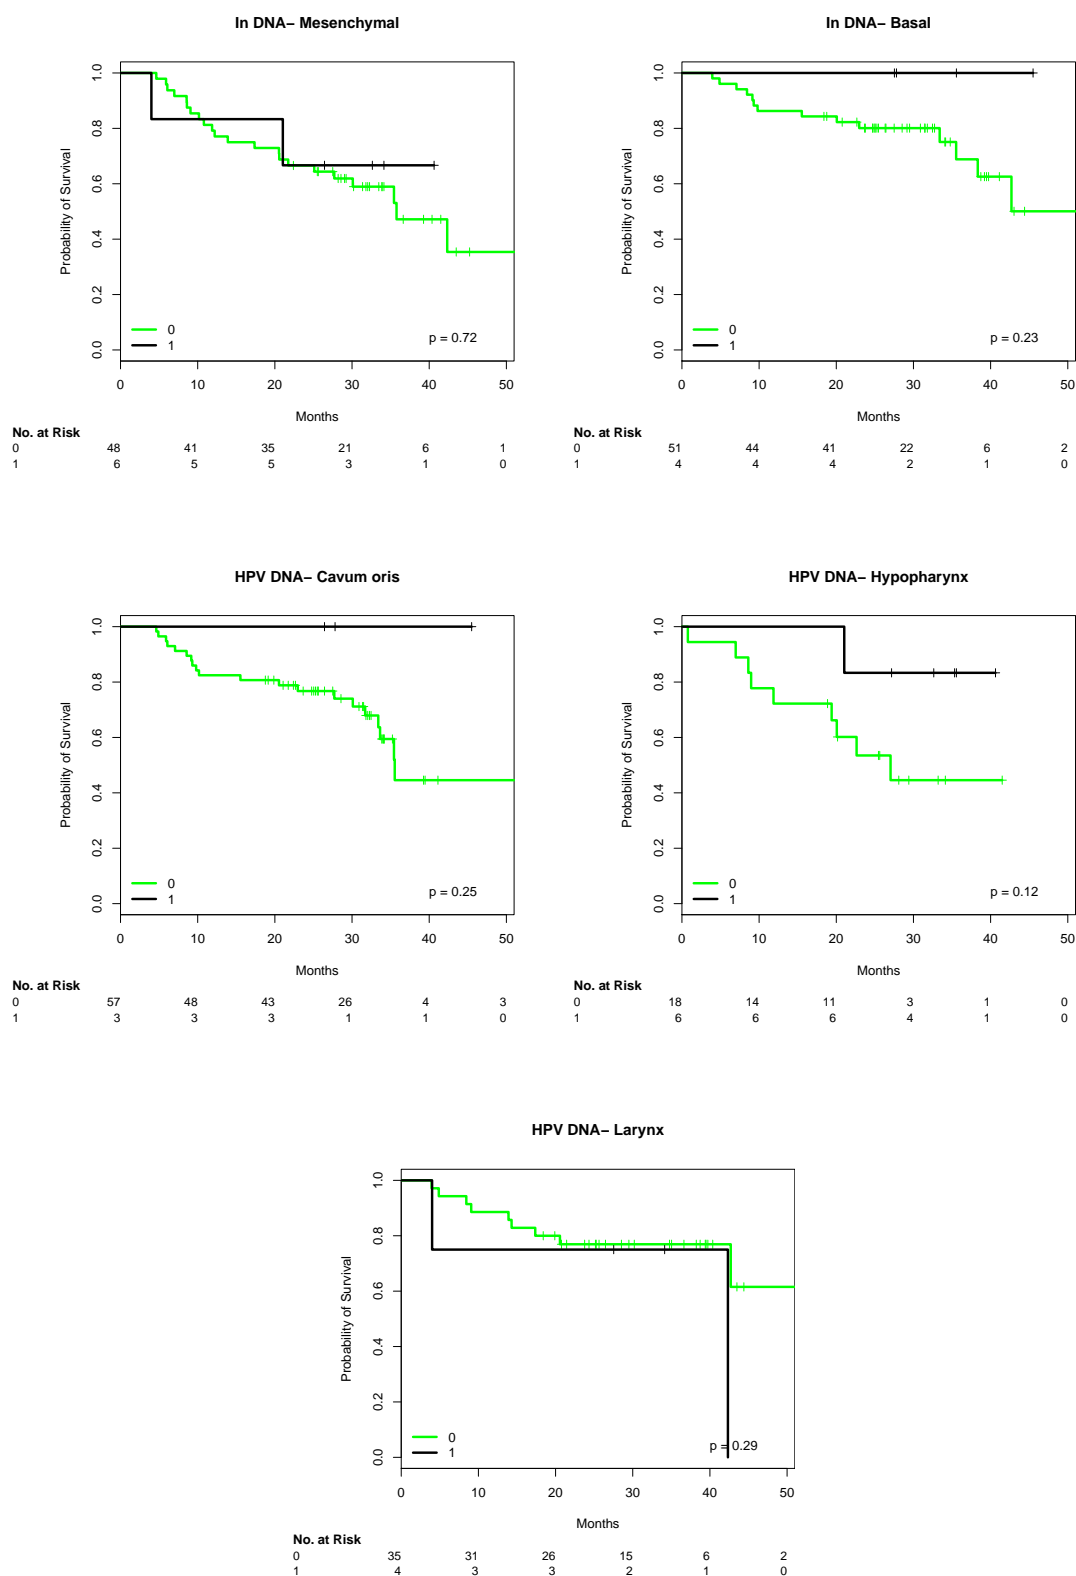 In DNA− Mesenchymal
Probability of Survival
1.0
0.8
0.6
0.4
0.2
0.0
0
1
p = 0.72
0 10 20 30 40 50
Months
No. at Risk
0 48 41 35 21 6 1
1 6 5 5 3 1 0
In DNA− Basal
Probability of Survival
1.0
0.8
0.6
0.4
0.2
0.0
0
1
p = 0.23
0 10 20 30 40 50
Months
No. at Risk
0 51 44 41 22 6 2
1 4 4 4 2 1 0
HPV DNA− Cavum oris
Probability of Survival
1.0
0.8
0.6
0.4
0.2
0.0
0
1
p = 0.25
0 10 20 30 40 50
Months
No. at Risk
0 57 48 43 26 4 3
1 3 3 3 1 1 0
HPV DNA− Hypopharynx
Probability of Survival
1.0
0.8
0.6
0.4
0.2
0.0
0
1
p = 0.12
0 10 20 30 40 50
Months
No. at Risk
0 18 14 11 3 1 0
1 6 6 6 4 1 0
HPV DNA− Larynx
Probability of Survival
1.0
0.8
0.6
0.4
0.2
0.0
0
1
p = 0.29
0 10 20 30 40 50
Months
No. at Risk
0 35 31 26 15 6 2
1 4 3 3 2 1 0